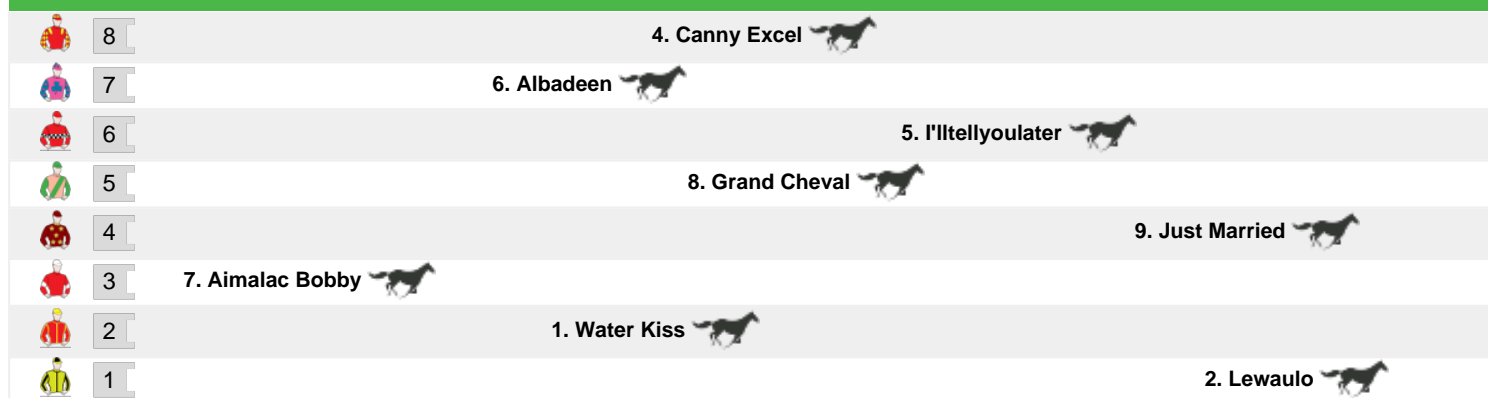 8 4. Canny Excel
7 6. Albadeen
6 5. I'lltellyoulater
5 8. Grand Cheval
4 9. Just Married
3 7. Aimalac Bobby
2 1. Water Kiss
1 2. Lewaulo